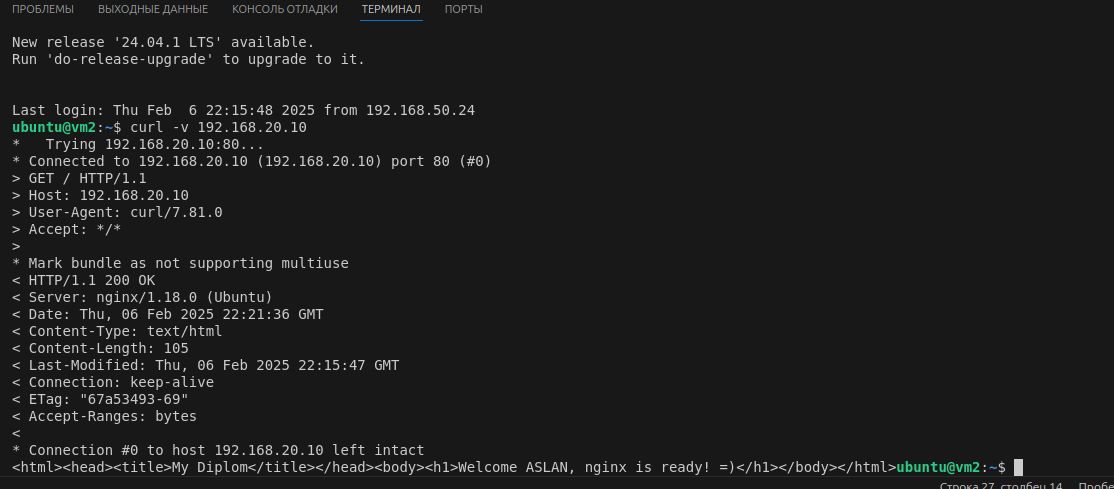 ПРОБЛЕМЫ ВЫХОДНЫЕ ДАННЫЕ КОНСОЛЬ ОТЛАДКИ ТЕРМИНАЛ ПОРТЫ
New release '24.04.1 LTS' available.
Run 'do-release-upgrade' to upgrade to it.
Last login: Thu Feb  6 22:15:48 2025 from 192.168.50.24
ubuntu@vm2:~$ curl -v 192.168.20.10
*   Trying 192.168.20.10:80...
* Connected to 192.168.20.10 (192.168.20.10) port 80 (#0)
> GET / HTTP/1.1
> Host: 192.168.20.10
> User-Agent: curl/7.81.0
> Accept: */*
>
* Mark bundle as not supporting multiuse
< HTTP/1.1 200 OK
< Server: nginx/1.18.0 (Ubuntu)
< Date: Thu, 06 Feb 2025 22:21:36 GMT
< Content-Type: text/html
< Content-Length: 105
< Last-Modified: Thu, 06 Feb 2025 22:15:47 GMT
< Connection: keep-alive
< ETag: "67a53493-69"
< Accept-Ranges: bytes
<
* Connection #0 to host 192.168.20.10 left intact
<html><head><title>My Diplom</title></head><body><h1>Welcome ASLAN, nginx is ready! =)</h1></body></html>ubuntu@vm2:~$
Строка 27, столбец 14